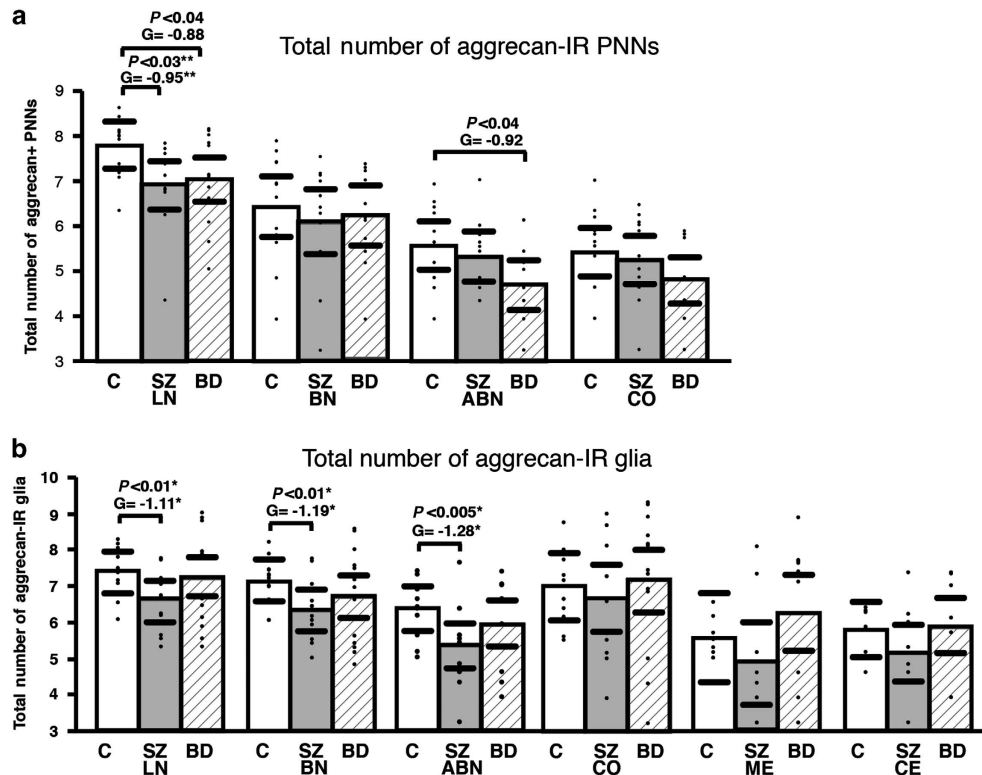 a
P<0.04
G= -0.88
P<0.03**
G= -0.95**
Total number of aggrecan-IR PNNs
P<0.04
G= -0.92
Total number of aggrecan+ PNNs
9
8
7
6
5
4
3
C SZ BD C SZ BD C SZ BD C SZ BD
LN BN ABN CO
b
Total number of aggrecan-IR glia
P<0.01*
G= -1.11*
P<0.01*
G= -1.19*
P<0.005*
G= -1.28*
Total number of aggrecan-IR glia
10
9
8
7
6
5
4
3
C SZ BD C SZ BD C SZ BD C SZ BD C SZ BD C SZ BD
LN BN ABN CO ME CE